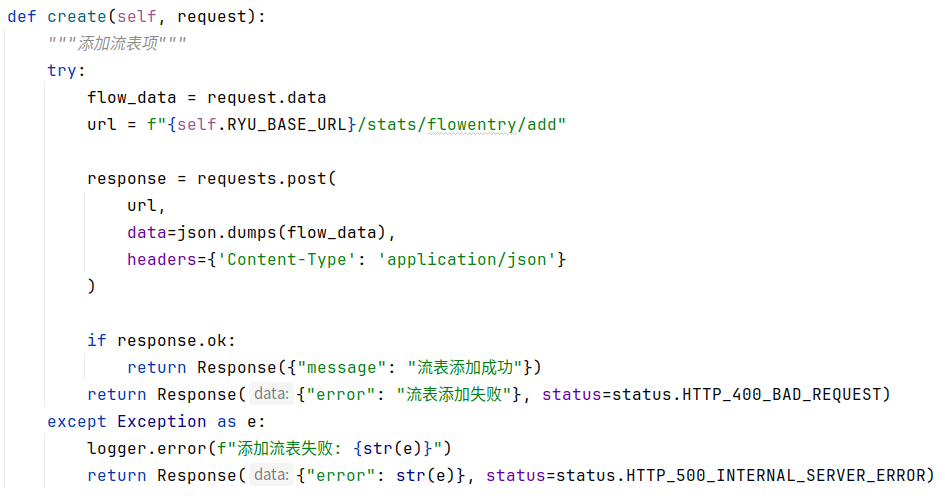 def create(self, request):
    """添加流表项"""
    try:
        flow_data = request.data
        url = f"{self.RYU_BASE_URL}/stats/flowentry/add"

        response = requests.post(
            url,
            data=json.dumps(flow_data),
            headers={'Content-Type': 'application/json'}
        )

        if response.ok:
            return Response({"message": "流表添加成功"})
        return Response( data: {"error": "流表添加失败"}, status=status.HTTP_400_BAD_REQUEST)
    except Exception as e:
        logger.error(f"添加流表失败: {str(e)}")
        return Response( data: {"error": str(e)}, status=status.HTTP_500_INTERNAL_SERVER_ERROR)